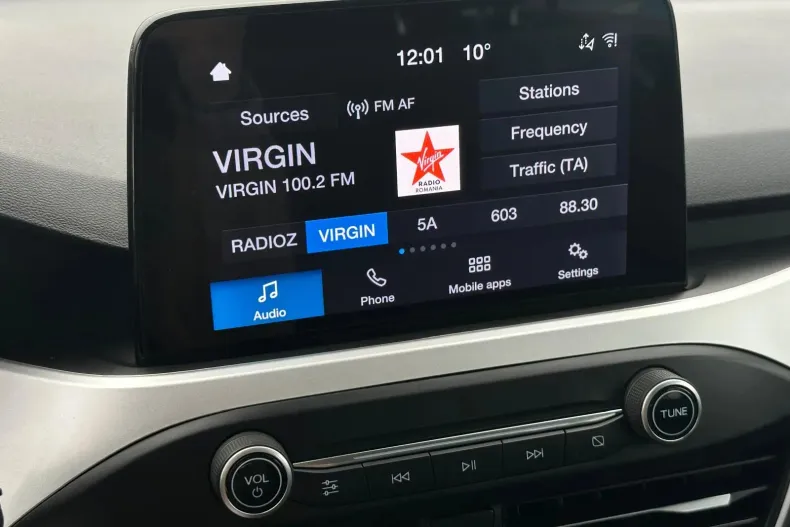 12:01 10°
Sources
FM AF
Stations
VIRGIN
VIRGIN 100.2 FM
Virgin
RADIO
ROMANIA
Frequency
Traffic (TA)
RADIOZ VIRGIN 5A 603 88.30
Audio
Phone
Mobile apps
Settings
VOL
TUNE